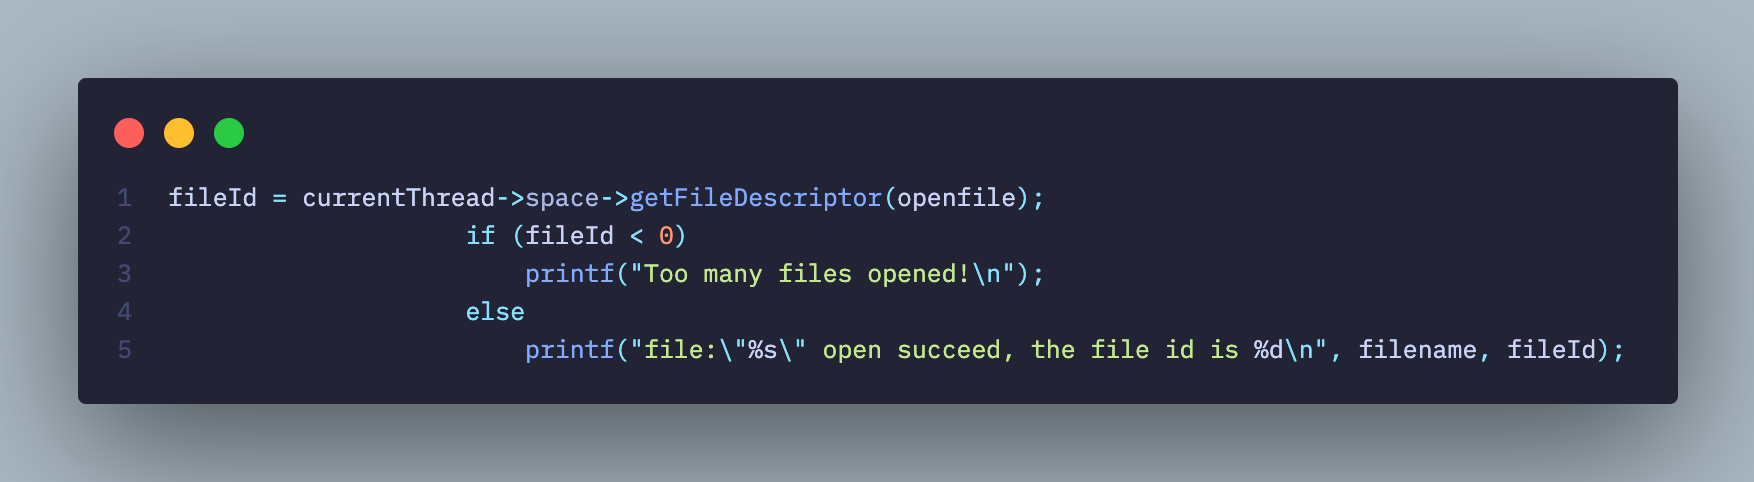 1 fileId = currentThread->space->getFileDescriptor(openfile);
2 if (fileId < 0)
3 printf("Too many files opened!\n");
4 else
5 printf("file:\"%s\" open succeed, the file id is %d\n", filename, fileId);